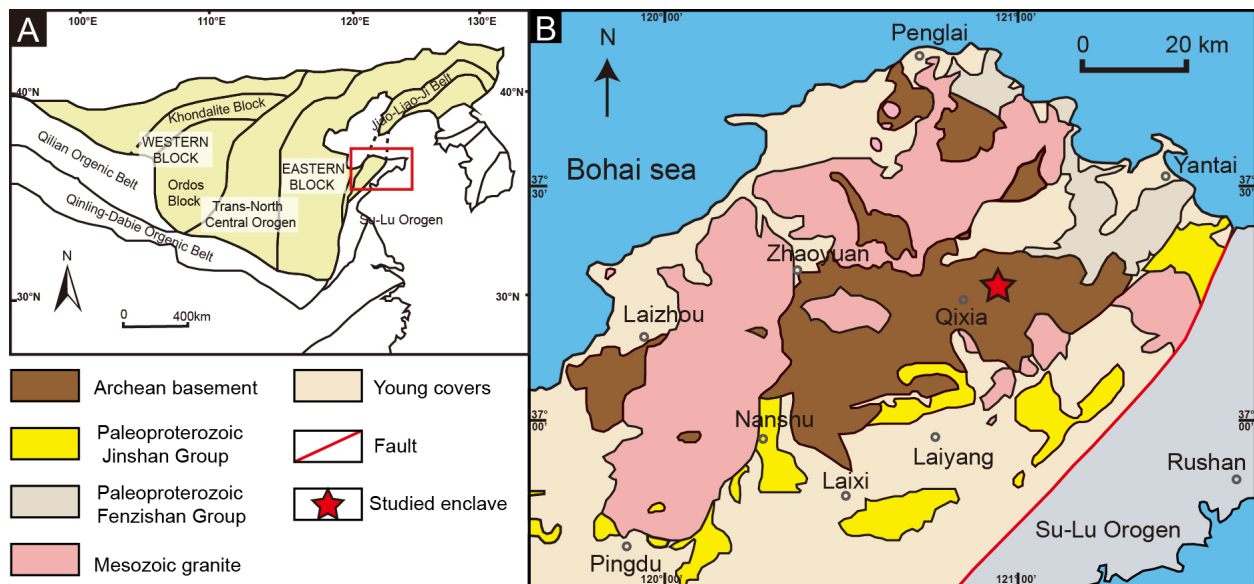 A
100°E
110°E
120°E
130°E
40°N
40°N
Khondalite Block
Jiao-Liao-Ji Belt
WESTERN
BLOCK
Qilian Orgenic Belt
EASTERN
BLOCK
Ordos
Block
Trans-North
Central Orogen
Qinling-Dabie Orgenic Belt
Su-Lu Orogen
N
30°N
30°N
0
400km
Archean basement
Young covers
Paleoproterozoic
Jinshan Group
Fault
Paleoproterozoic
Fenzishan Group
Studied enclave
Mesozoic granite
B
120°00'
121°00'
N
Penglai
0
20 km
Bohai sea
Yantai
37°
30'
37°
30'
Zhaoyuan
Qixia
Laizhou
37°
00'
37°
00'
Nanshu
Laiyang
Laixi
Rushan
Su-Lu Orogen
Pingdu
120°00'
121°00'